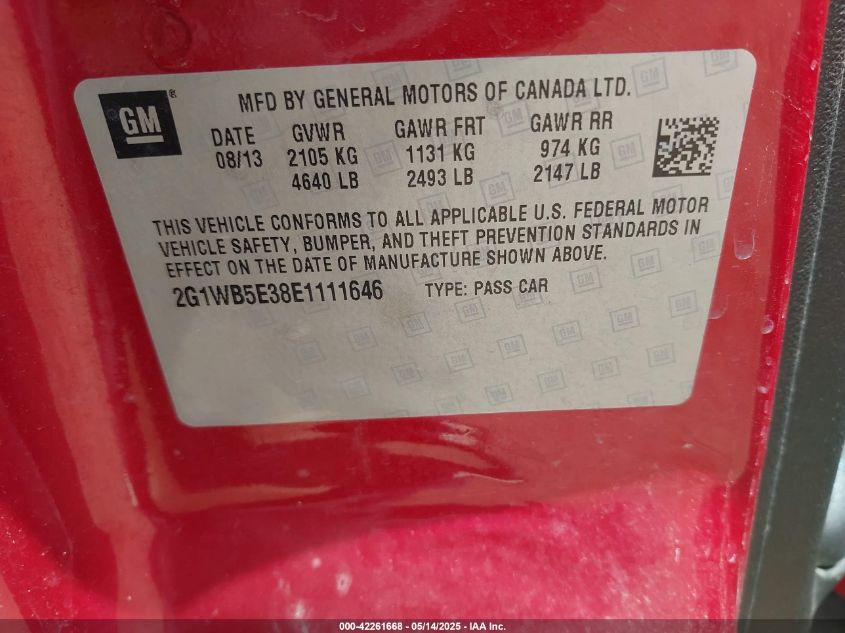 GM ®
MFD BY GENERAL MOTORS OF CANADA LTD.
DATE GVWR GAWR FRT GAWR RR
08/13 2105 KG 1131 KG 974 KG
4640 LB 2493 LB 2147 LB
THIS VEHICLE CONFORMS TO ALL APPLICABLE U.S. FEDERAL MOTOR
VEHICLE SAFETY, BUMPER, AND THEFT PREVENTION STANDARDS IN
EFFECT ON THE DATE OF MANUFACTURE SHOWN ABOVE.
2G1WB5E38E1111646 TYPE: PASS CAR
000-42261668 - 05/14/2025 - IAA Inc.